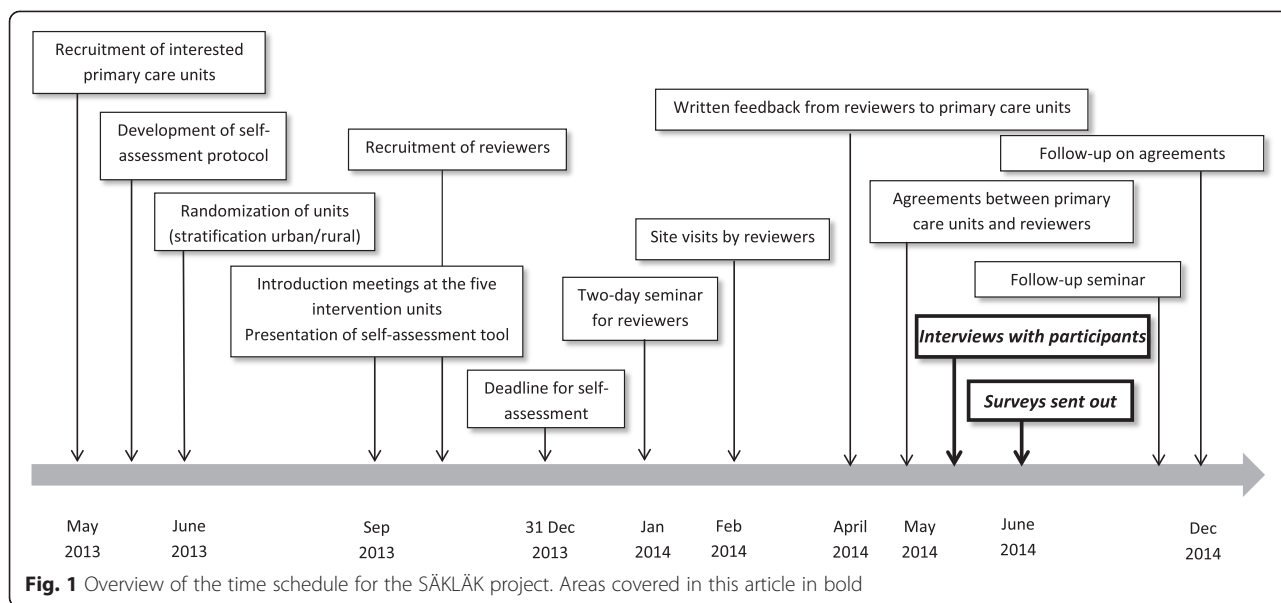 Recruitment of interested
primary care units
Development of self-
assessment protocol
Randomization of units
(stratification urban/rural)
Recruitment of reviewers
Introduction meetings at the five
intervention units
Presentation of self-assessment tool
Deadline for self-
assessment
Two-day seminar
for reviewers
Site visits by reviewers
Written feedback from reviewers to primary care units
Agreements between primary
care units and reviewers
Follow-up on agreements
Follow-up seminar
Interviews with participants
Surveys sent out
May
2013
June
2013
Sep
2013
31 Dec
2013
Jan
2014
Feb
2014
April
2014
May
2014
June
2014
Dec
2014
Fig. 1 Overview of the time schedule for the SÄKLÄK project. Areas covered in this article in bold